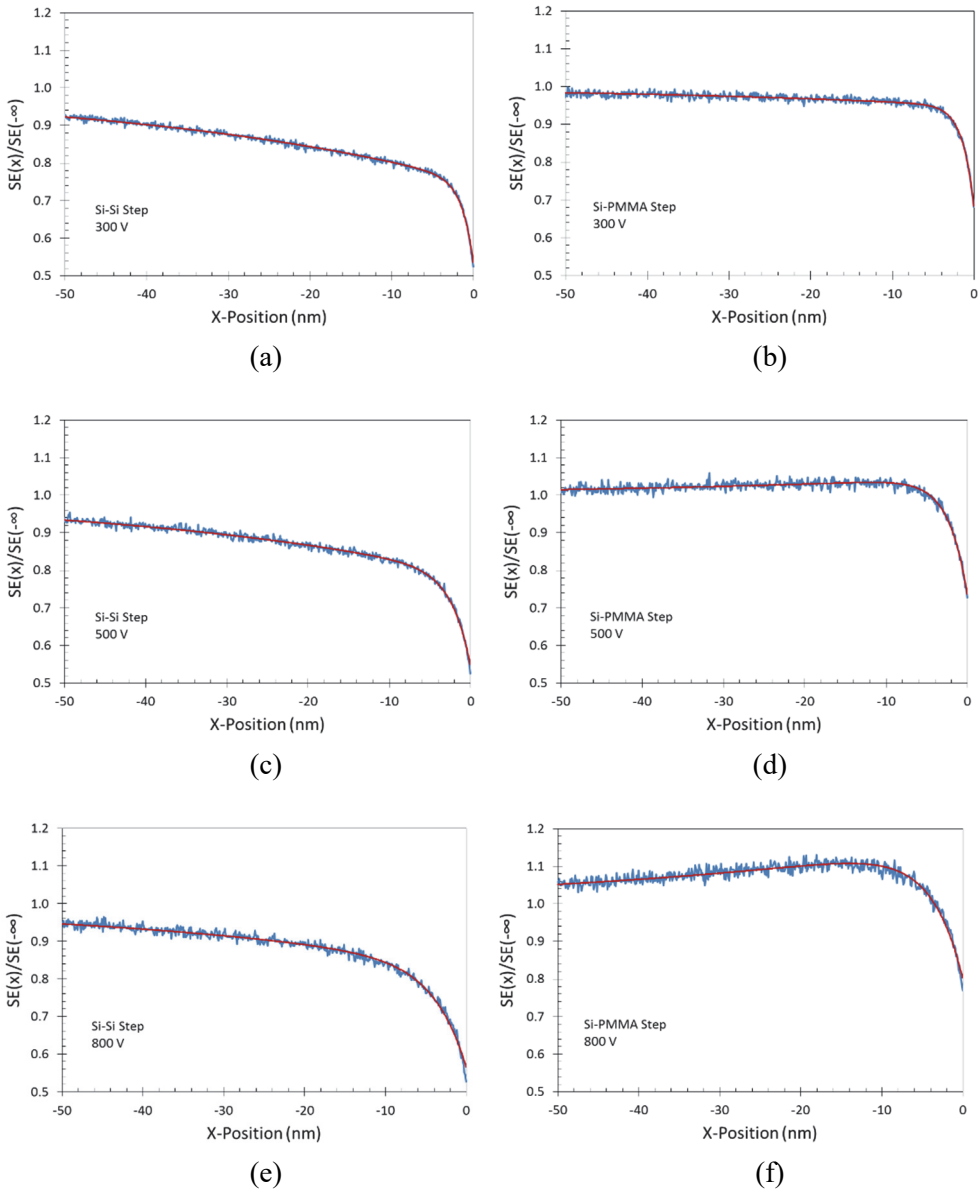 1.2
1.1
1.0
0.9
0.8
0.7
0.6
0.5
SE(x)/SE(-∞)
Si-Si Step
300 V
-50 -40 -30 -20 -10 0
X-Position (nm)
(a)
1.2
1.1
1.0
0.9
0.8
0.7
0.6
0.5
SE(x)/SE(-∞)
Si-PMMA Step
300 V
-50 -40 -30 -20 -10 0
X-Position (nm)
(b)
1.2
1.1
1.0
0.9
0.8
0.7
0.6
0.5
SE(x)/SE(-∞)
Si-Si Step
500 V
-50 -40 -30 -20 -10 0
X-Position (nm)
(c)
1.2
1.1
1.0
0.9
0.8
0.7
0.6
0.5
SE(x)/SE(-∞)
Si-PMMA Step
500 V
-50 -40 -30 -20 -10 0
X-Position (nm)
(d)
1.2
1.1
1.0
0.9
0.8
0.7
0.6
0.5
SE(x)/SE(-∞)
Si-Si Step
800 V
-50 -40 -30 -20 -10 0
X-Position (nm)
(e)
1.2
1.1
1.0
0.9
0.8
0.7
0.6
0.5
SE(x)/SE(-∞)
Si-PMMA Step
800 V
-50 -40 -30 -20 -10 0
X-Position (nm)
(f)